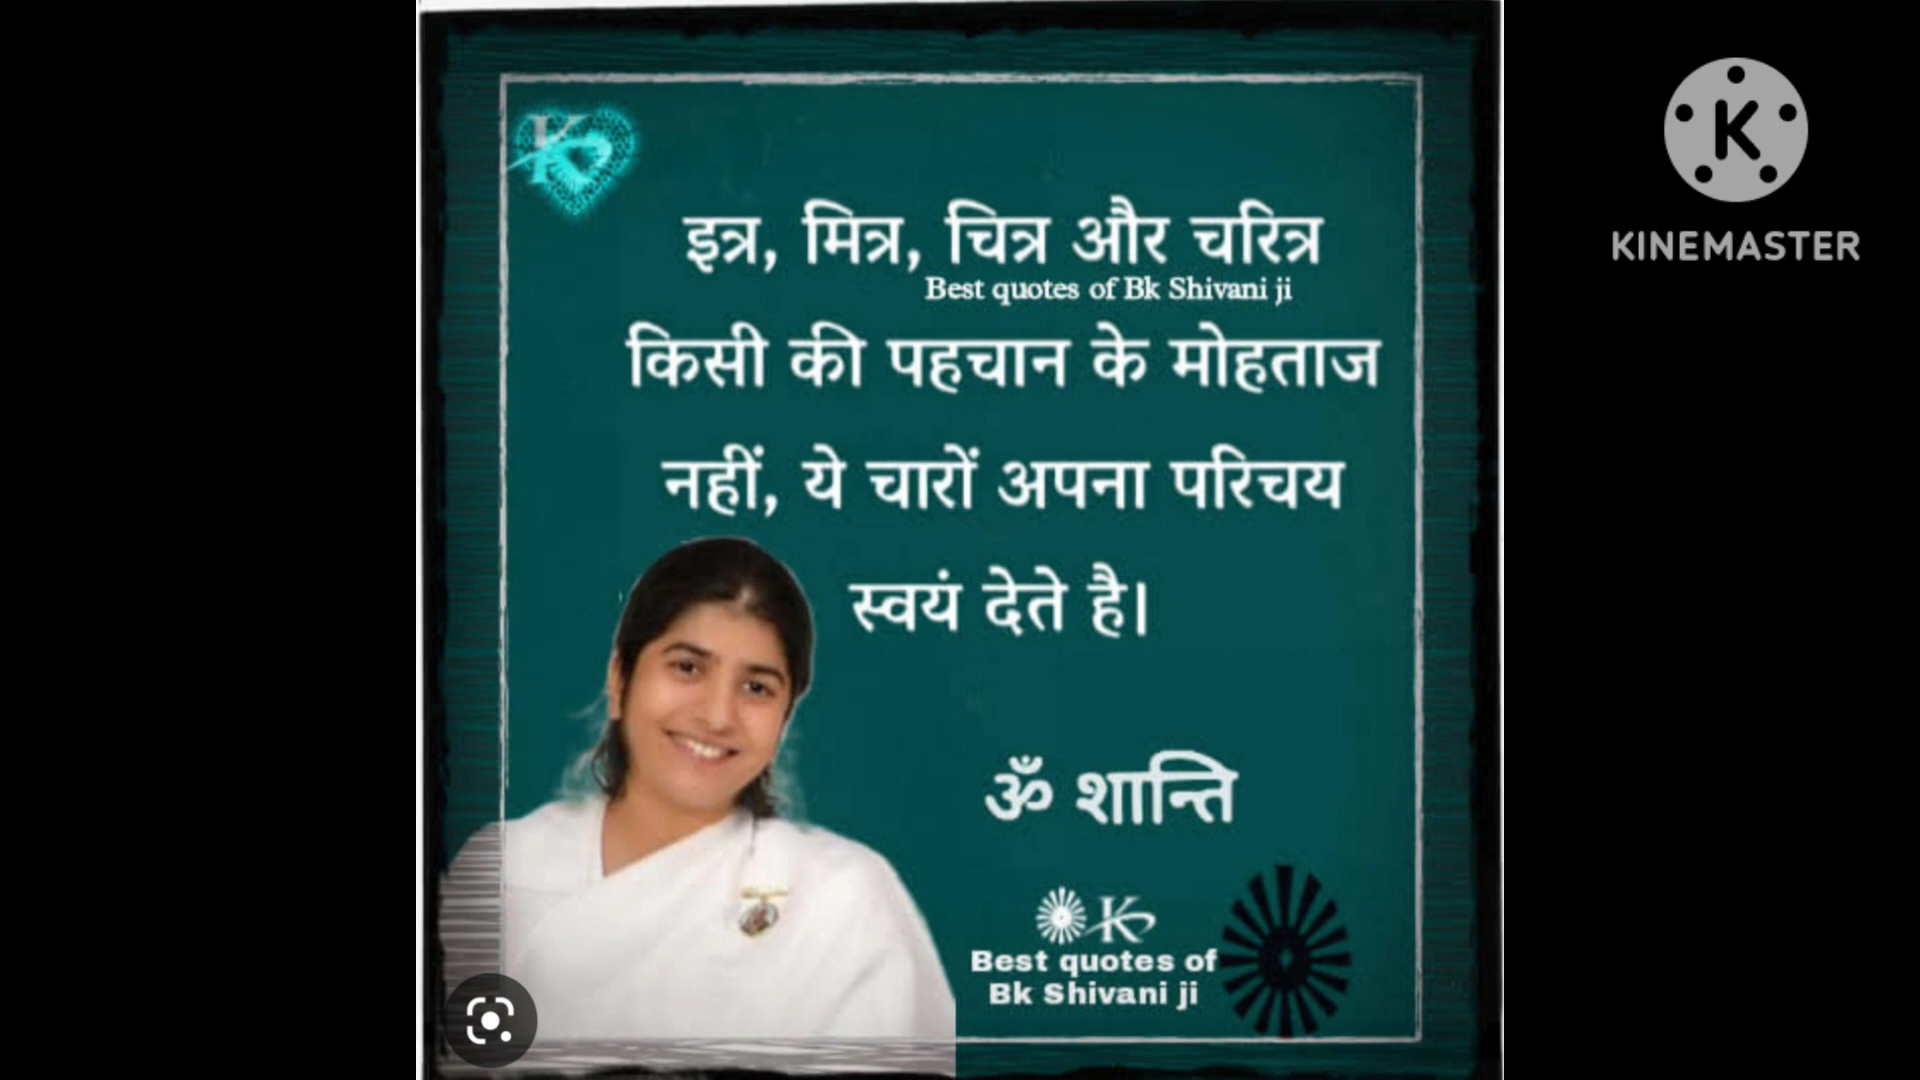 इत्र, मित्र, चित्र और चरित्र
Best quotes of Bk Shivani ji
किसी की पहचान के मोहताज
नहीं, ये चारों अपना परिचय
स्वयं देते है।
ॐ शान्ति
K
Best quotes of
Bk Shivani ji
K
K
KINEMASTER